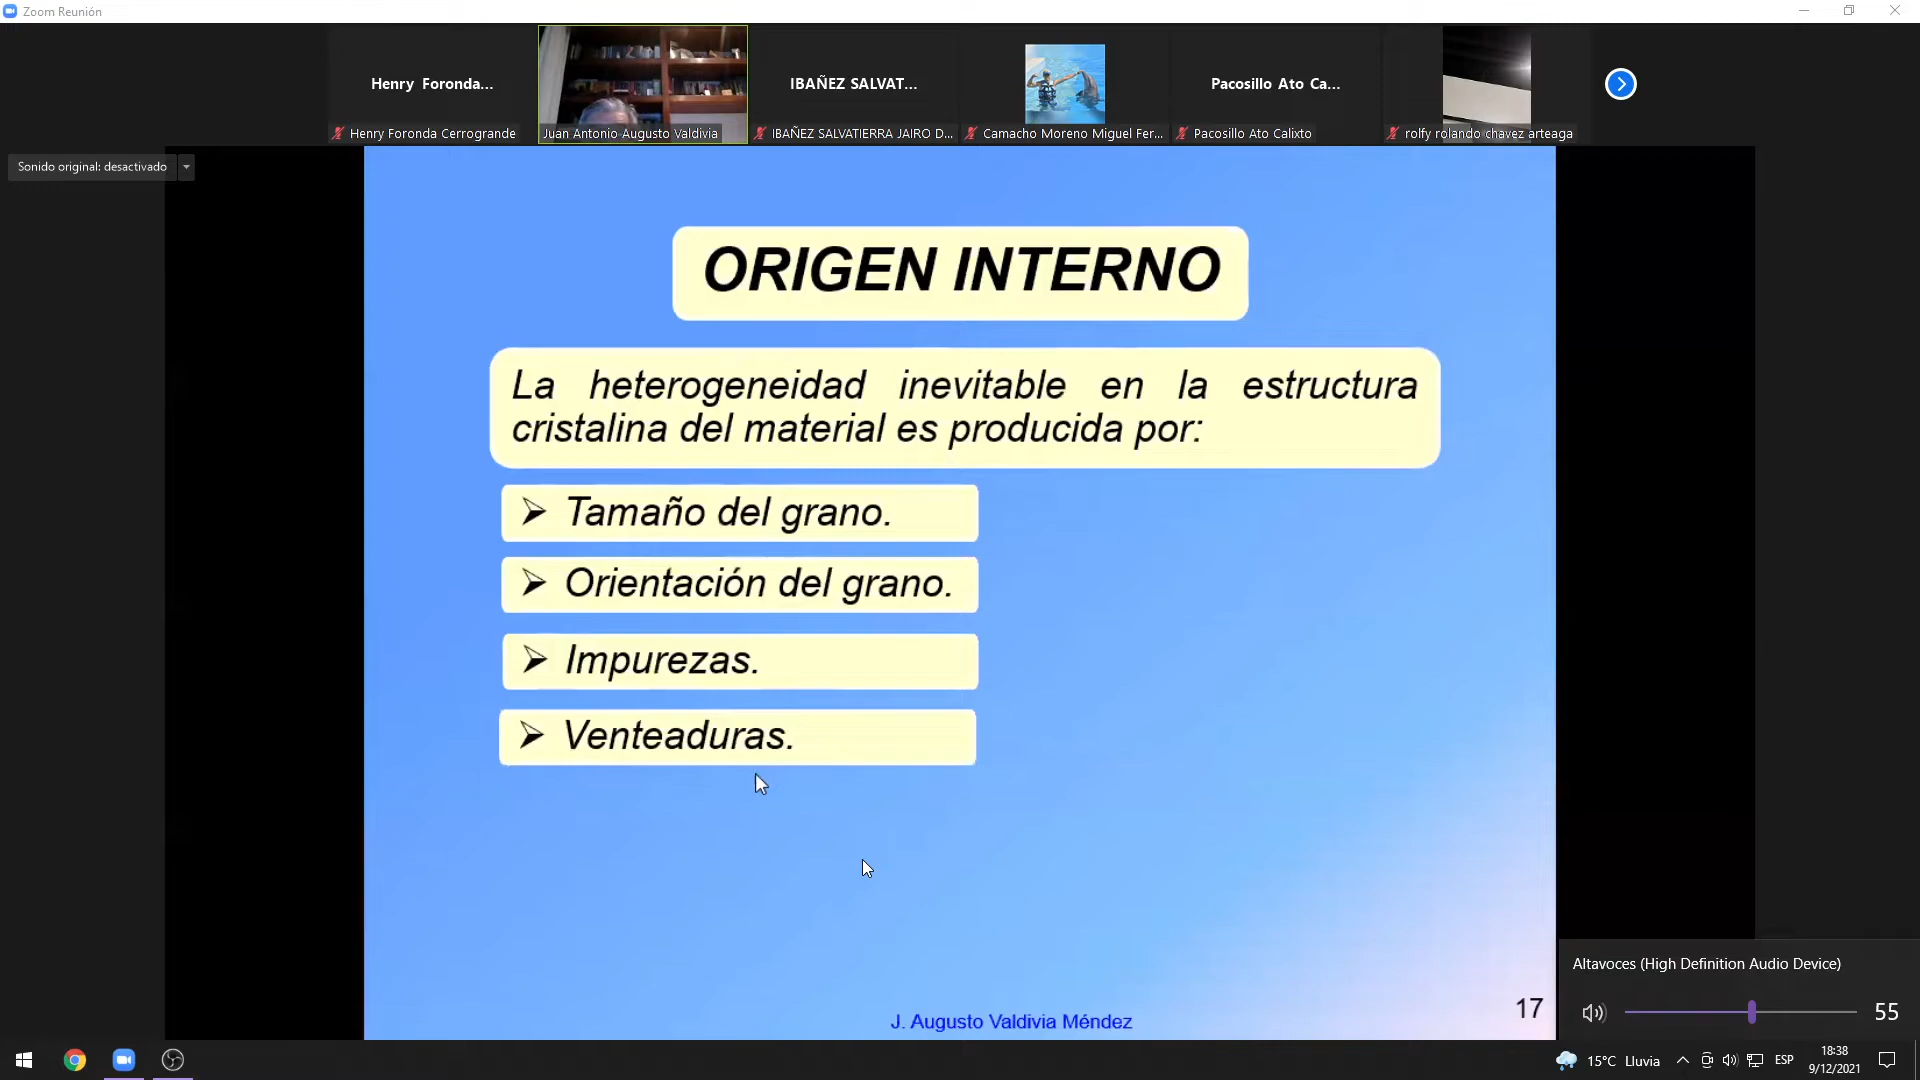 Zoom Reunión
Henry Foronda...
IBAÑEZ SALVAT...
Pacosillo Ato Ca...
Henry Foronda Cerrogrande
Juan Antonio Augusto Valdivia
IBAÑEZ SALVATIERRA JAIRO D...
Camacho Moreno Miguel Fer...
Pacosillo Ato Calixto
rolfy rolando chavez arteaga
Sonido original: desactivado
ORIGEN INTERNO
La heterogeneidad inevitable en la estructura
cristalina del material es producida por:
➢ Tamaño del grano.
➢ Orientación del grano.
➢ Impurezas.
➢ Venteaduras.
Altavoces (High Definition Audio Device)
17
55
J. Augusto Valdivia Méndez
15°C Lluvia
ESP
18:38
9/12/2021